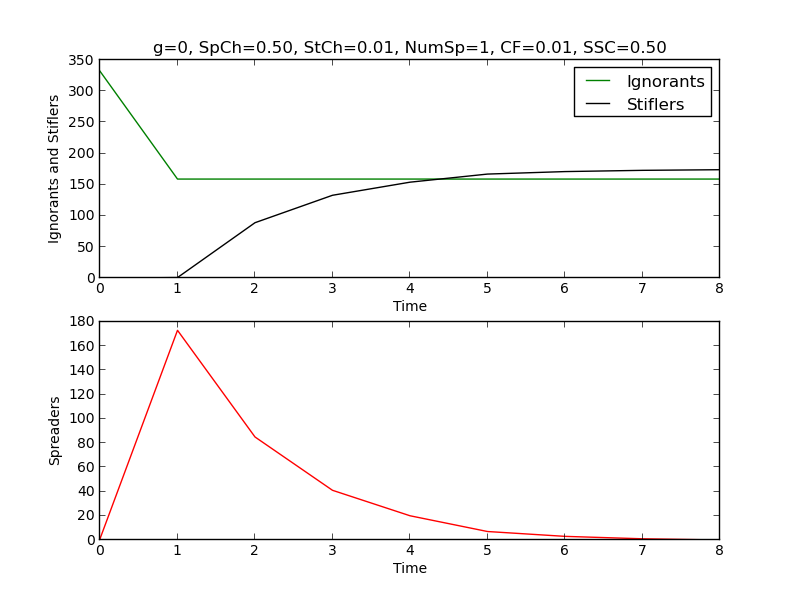 g=0, SpCh=0.50, StCh=0.01, NumSp=1, CF=0.01, SSC=0.50
350
300
250
200
150
100
50
0
Ignorants and Stiflers
Ignorants
Stiflers
0 1 2 3 4 5 6 7 8
Time
180
160
140
120
100
80
60
40
20
0
Spreaders
0 1 2 3 4 5 6 7 8
Time